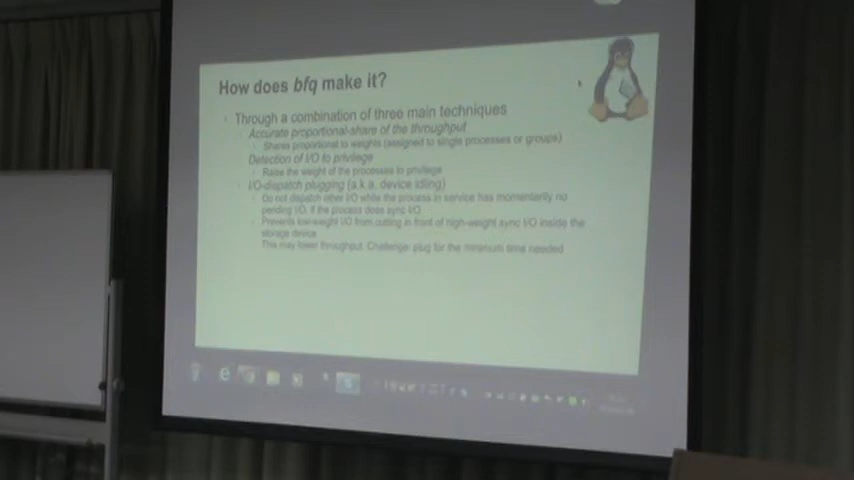 How does bfq make it?
Through a combination of three main techniques
Accurate proportional-share of the throughput
Shares proportional to weights (assigned to single processes or groups)
Detection of I/O to privilege
Raise the weight of the processes to privilege
I/O-dispatch plugging (a.k.a. device idling)
Do not dispatch other I/O while the process in service has momentarily no
pending I/O, if the process does sync I/O
Prevents low-weight I/O from cutting in front of high-weight sync I/O inside the
storage device
This may lower throughput. Challenge: plug for the minimum time needed